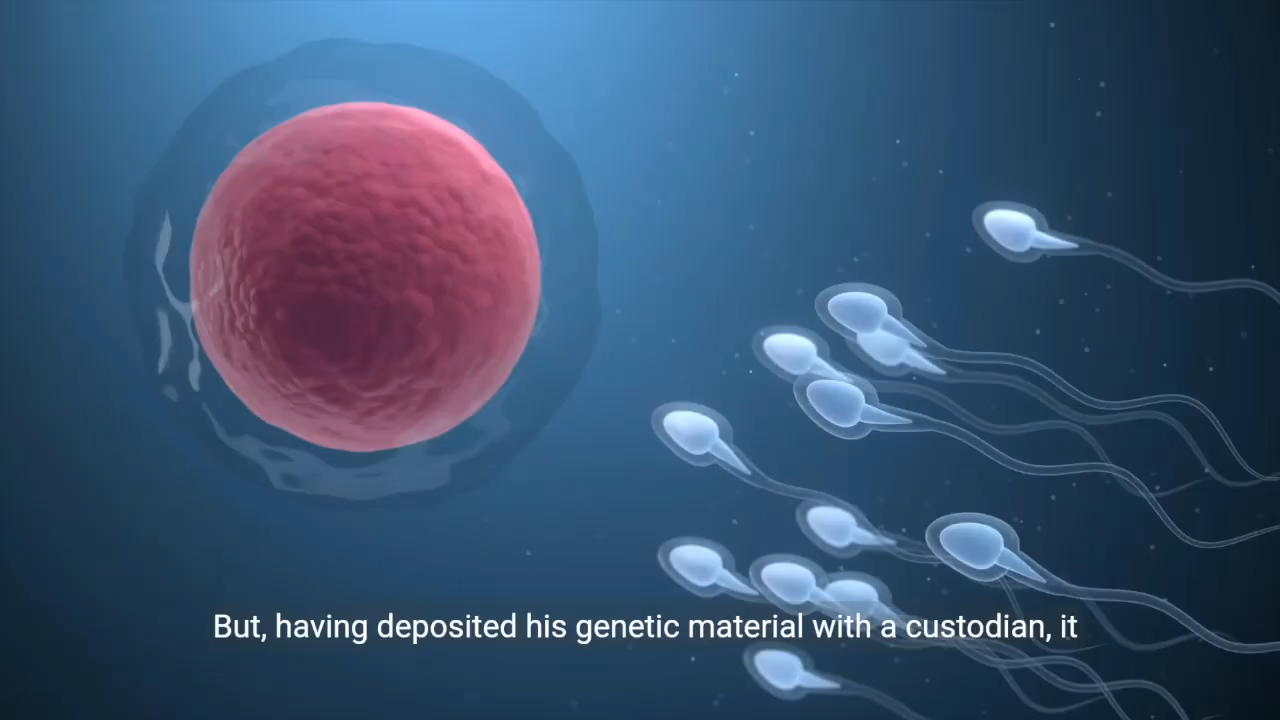 But, having deposited his genetic material with a custodian, it